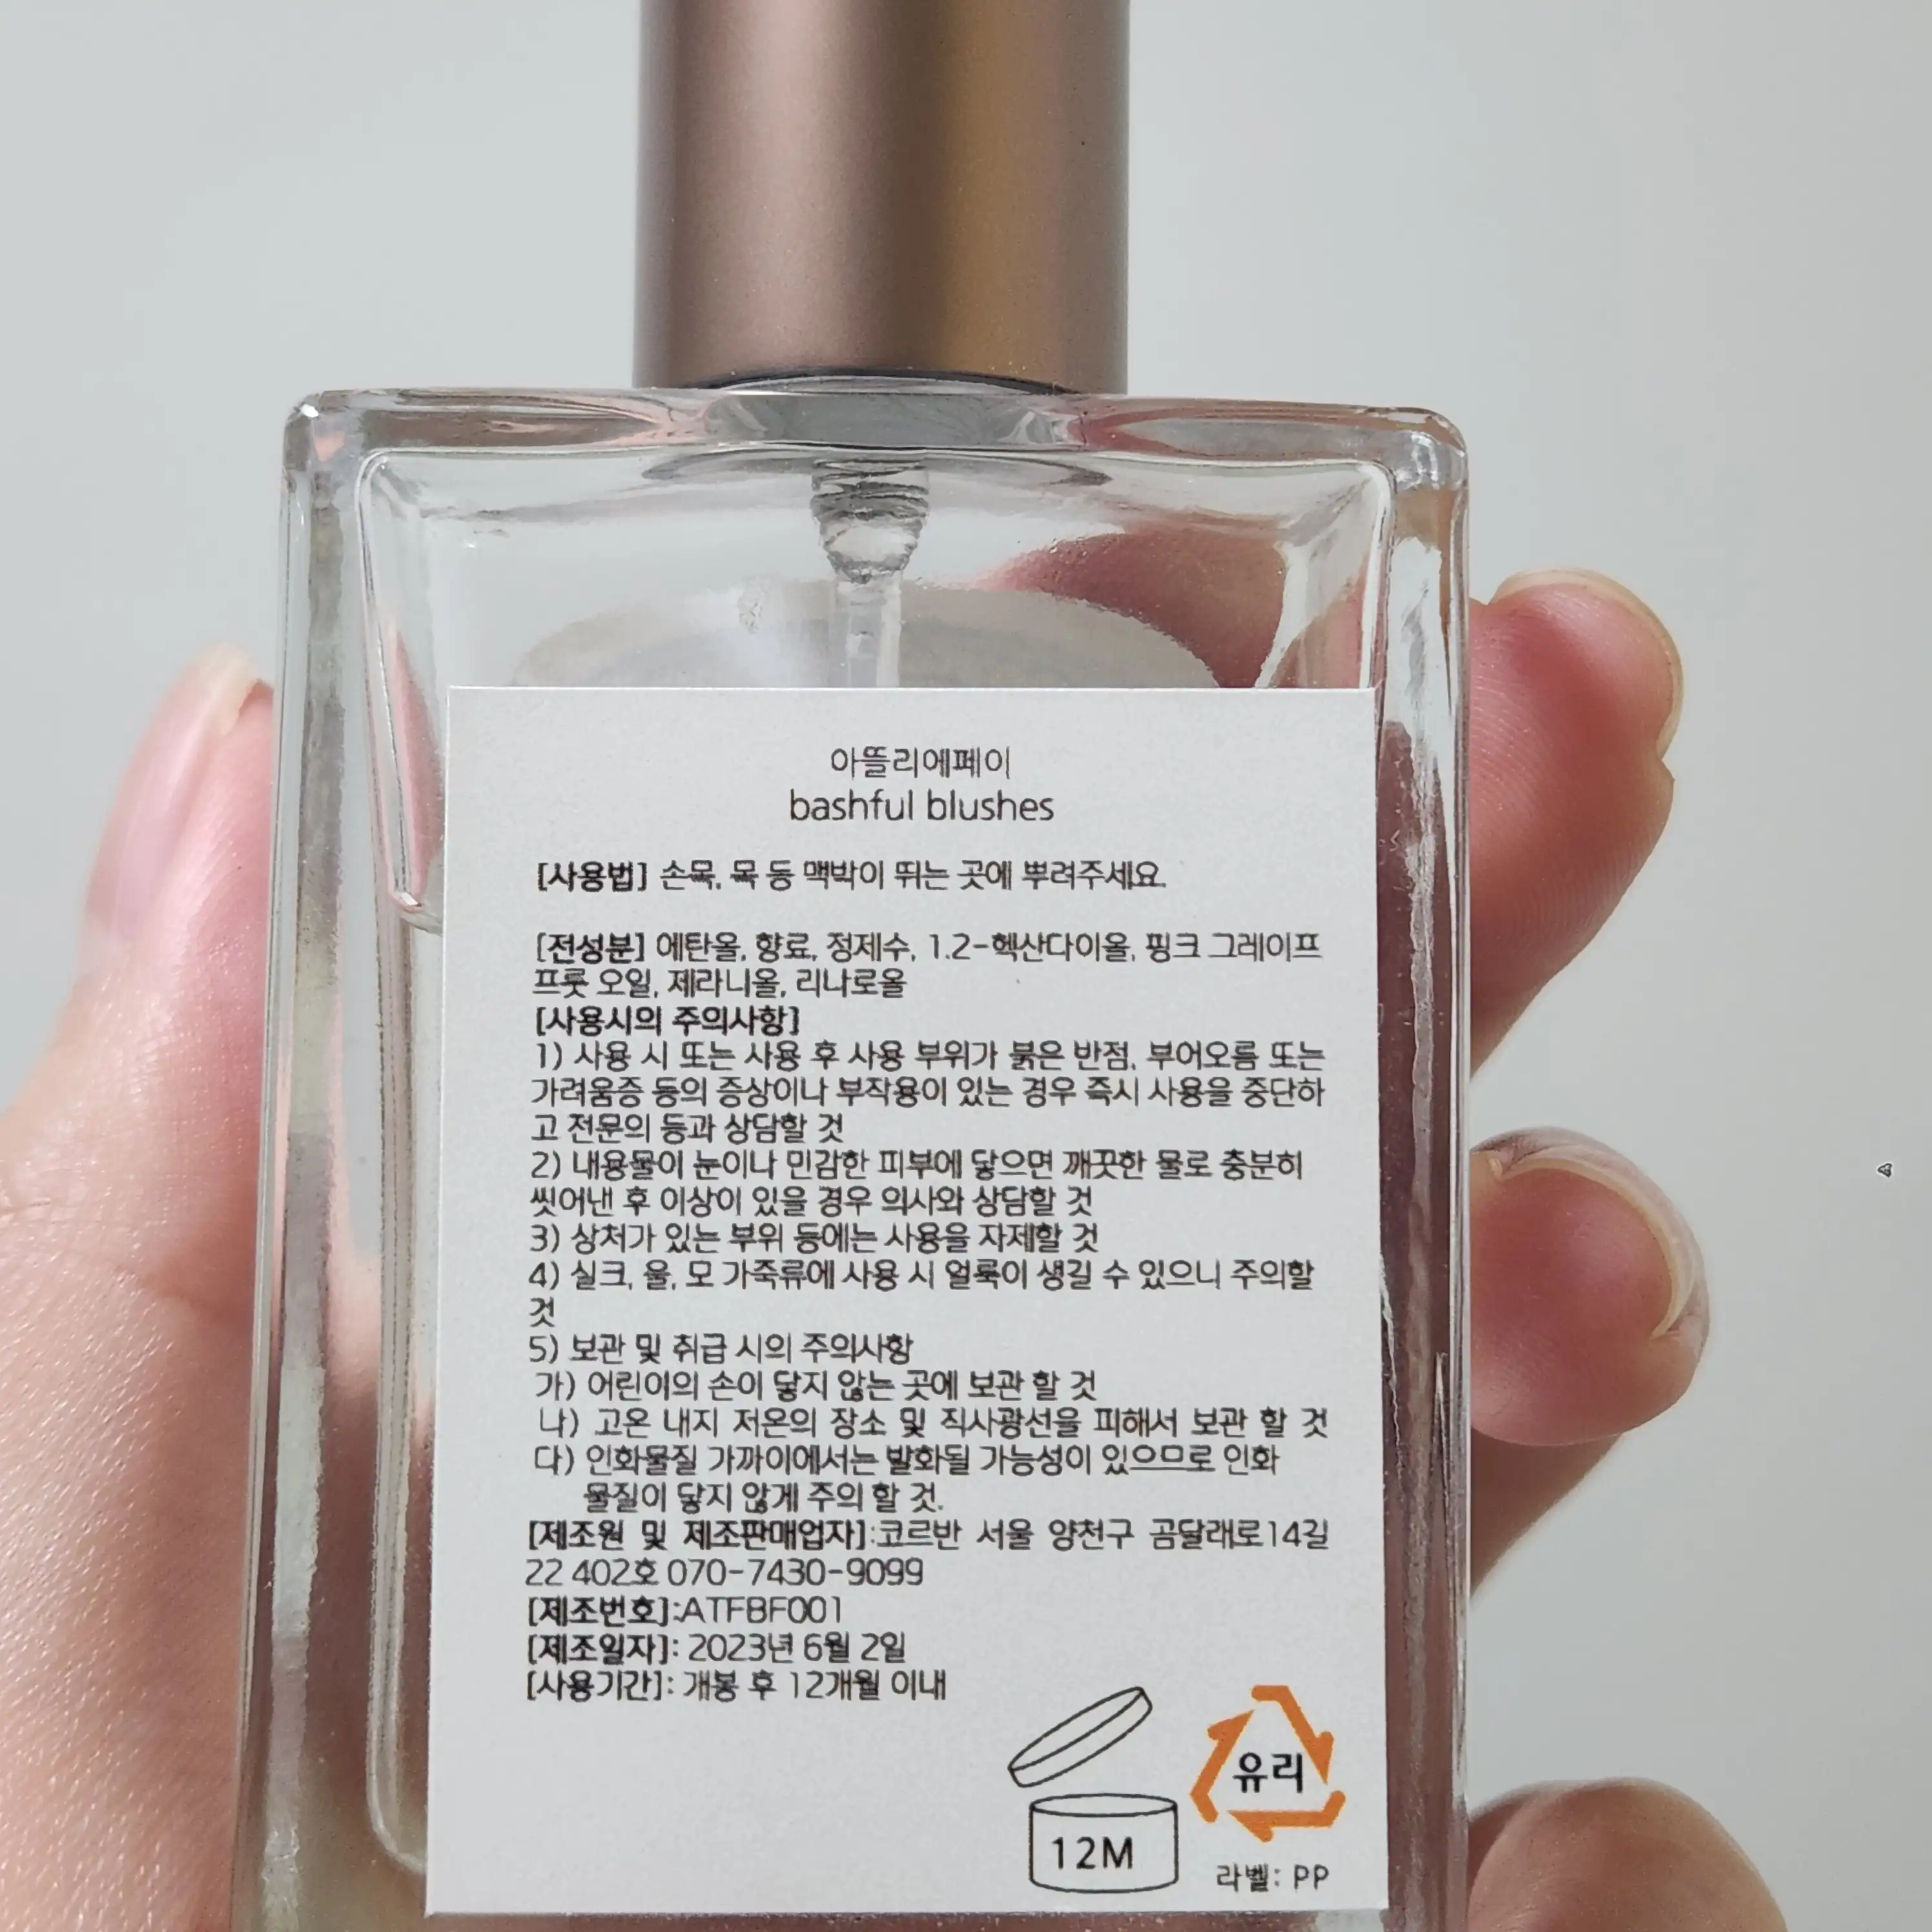 아뜰리에페이
bashful blushes
[사용법] 손목, 목 등 맥박이 뛰는 곳에 뿌려주세요.
[전성분] 에탄올, 향료, 정제수, 1.2-헥산다이올, 핑크 그레이프
프룻 오일, 제라니올, 리나로올
[사용시의 주의사항]
1) 사용 시 또는 사용 후 사용 부위가 붉은 반점, 부어오름 또는
가려움증 등의 증상이나 부작용이 있는 경우 즉시 사용을 중단하
고 전문의 등과 상담할 것
2) 내용물이 눈이나 민감한 피부에 닿으면 깨끗한 물로 충분히
씻어낸 후 이상이 있을 경우 의사와 상담할 것
3) 상처가 있는 부위 등에는 사용을 자제할 것
4) 실크, 울, 모 가죽류에 사용 시 얼룩이 생길 수 있으니 주의할
것
5) 보관 및 취급 시의 주의사항
가) 어린이의 손이 닿지 않는 곳에 보관 할 것
나) 고온 내지 저온의 장소 및 직사광선을 피해서 보관 할 것
다) 인화물질 가까이에서는 발화될 가능성이 있으므로 인화
물질이 닿지 않게 주의 할 것.
[제조원 및 제조판매업자]:코르반 서울 양천구 곰달래로14길
22 402호 070-7430-9099
[제조번호]:ATFBF001
[제조일자]: 2023년 6월 2일
[사용기간]: 개봉 후 12개월 이내
유리
12M
라벨: PP